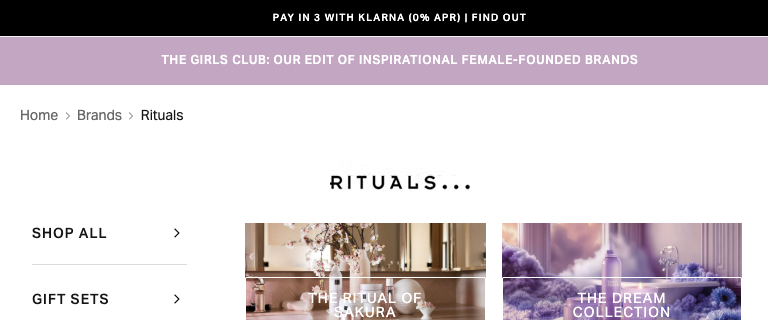 PAY IN 3 WITH KLARNA (0% APR) | FIND OUT
THE GIRLS CLUB: OUR EDIT OF INSPIRATIONAL FEMALE-FOUNDED BRANDS
Home > Brands > Rituals
RITUALS...
SHOP ALL >
GIFT SETS >
THE RITUAL OF
SAKURA
THE DREAM
COLLECTION